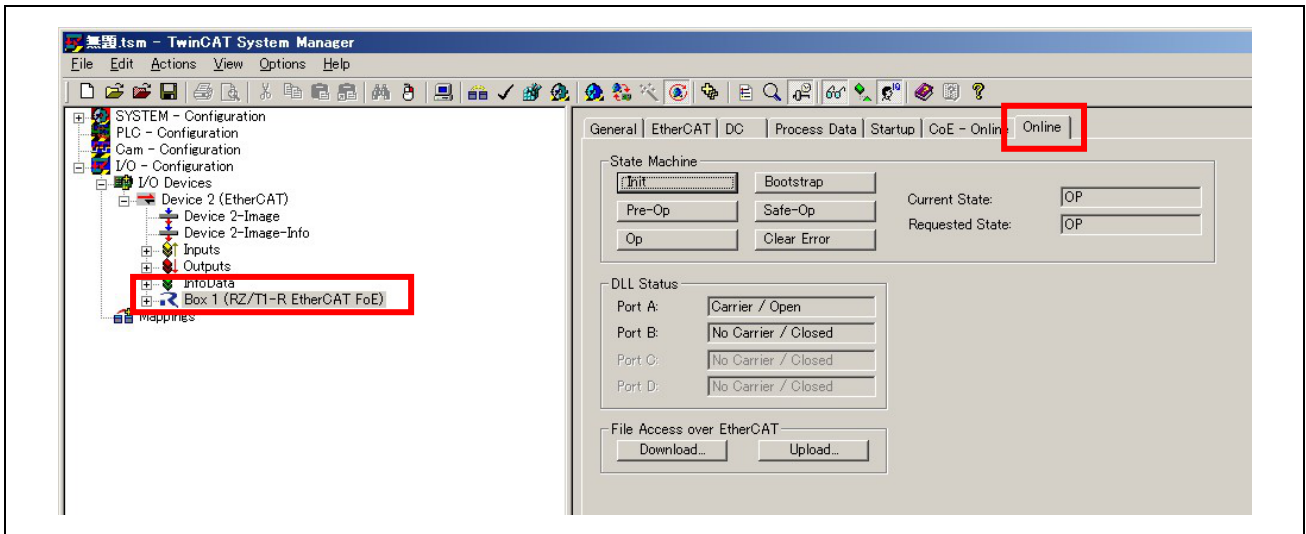 無題.tsm - TwinCAT System Manager
File Edit Actions View Options Help
SYSTEM - Configuration
PLC - Configuration
Cam - Configuration
I/O - Configuration
I/O Devices
Device 2 (EtherCAT)
Device 2-Image
Device 2-Image-Info
Inputs
Outputs
InfoData
Box 1 (RZ/T1-R EtherCAT FoE)
Mappings
General EtherCAT DC Process Data Startup CoE - Online Online
State Machine
Init Bootstrap
Pre-Op Safe-Op
Op Clear Error
Current State: OP
Requested State: OP
DLL Status
Port A: Carrier / Open
Port B: No Carrier / Closed
Port C: No Carrier / Closed
Port D: No Carrier / Closed
File Access over EtherCAT
Download... Upload...